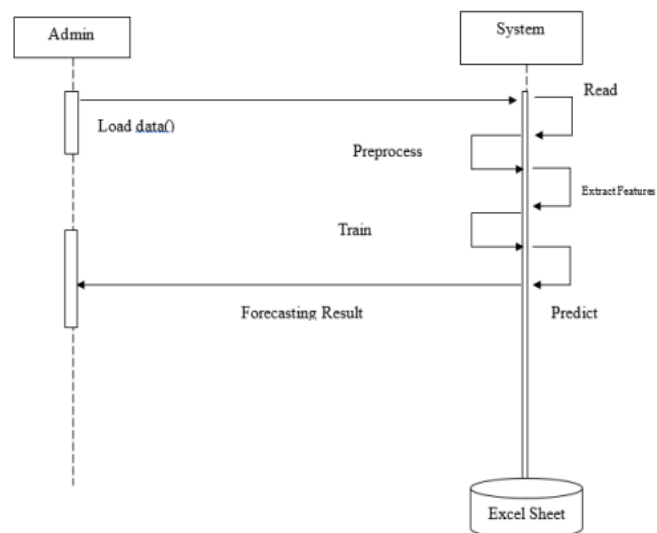 Admin
System
Read
Load data()
Preprocess
Extract Features
Train
Forecasting Result
Predict
Excel Sheet